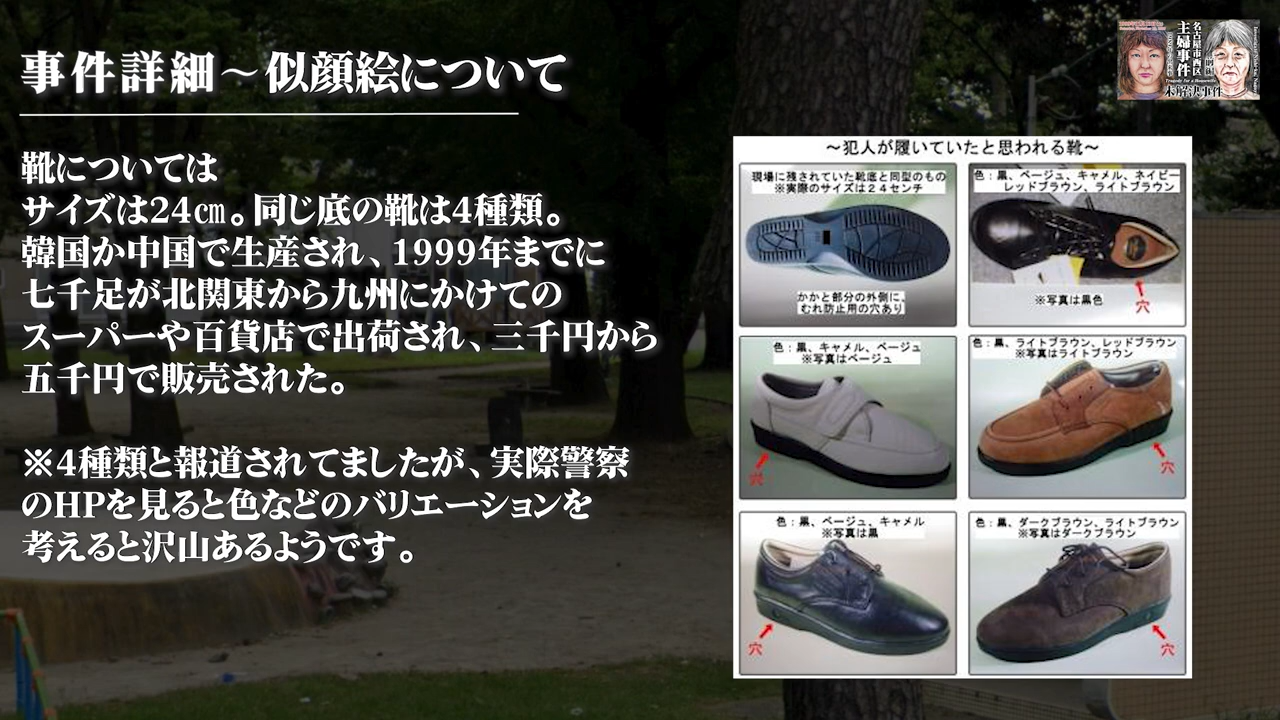 事件詳細～似顔絵について
靴については
サイズは24㎝。同じ底の靴は4種類。
韓国か中国で生産され、1999年までに
七千足が北関東から九州にかけての
スーパーや百貨店で出荷され、三千円から
五千円で販売された。
※4種類と報道されてましたが、実際警察
のHPを見ると色などのバリエーションを
考えると沢山あるようです。
～犯人が履いていたと思われる靴～
現場に残されていた靴底と同型のもの
※実際のサイズは24センチ
かかと部分の外側に、
むれ防止用の穴あり
色：黒、ベージュ、キャメル、ネイビー
レッドブラウン、ライトブラウン
※写真は黒色
穴
色：黒、キャメル、ベージュ
※写真はベージュ
穴
色：黒、ライトブラウン、レッドブラウン
※写真はライトブラウン
穴
色：黒、ベージュ、キャメル
※写真は黒
穴
色：黒、ダークブラウン、ライトブラウン
※写真はダークブラウン
穴
名古屋市西区
主婦事件
未解決事件